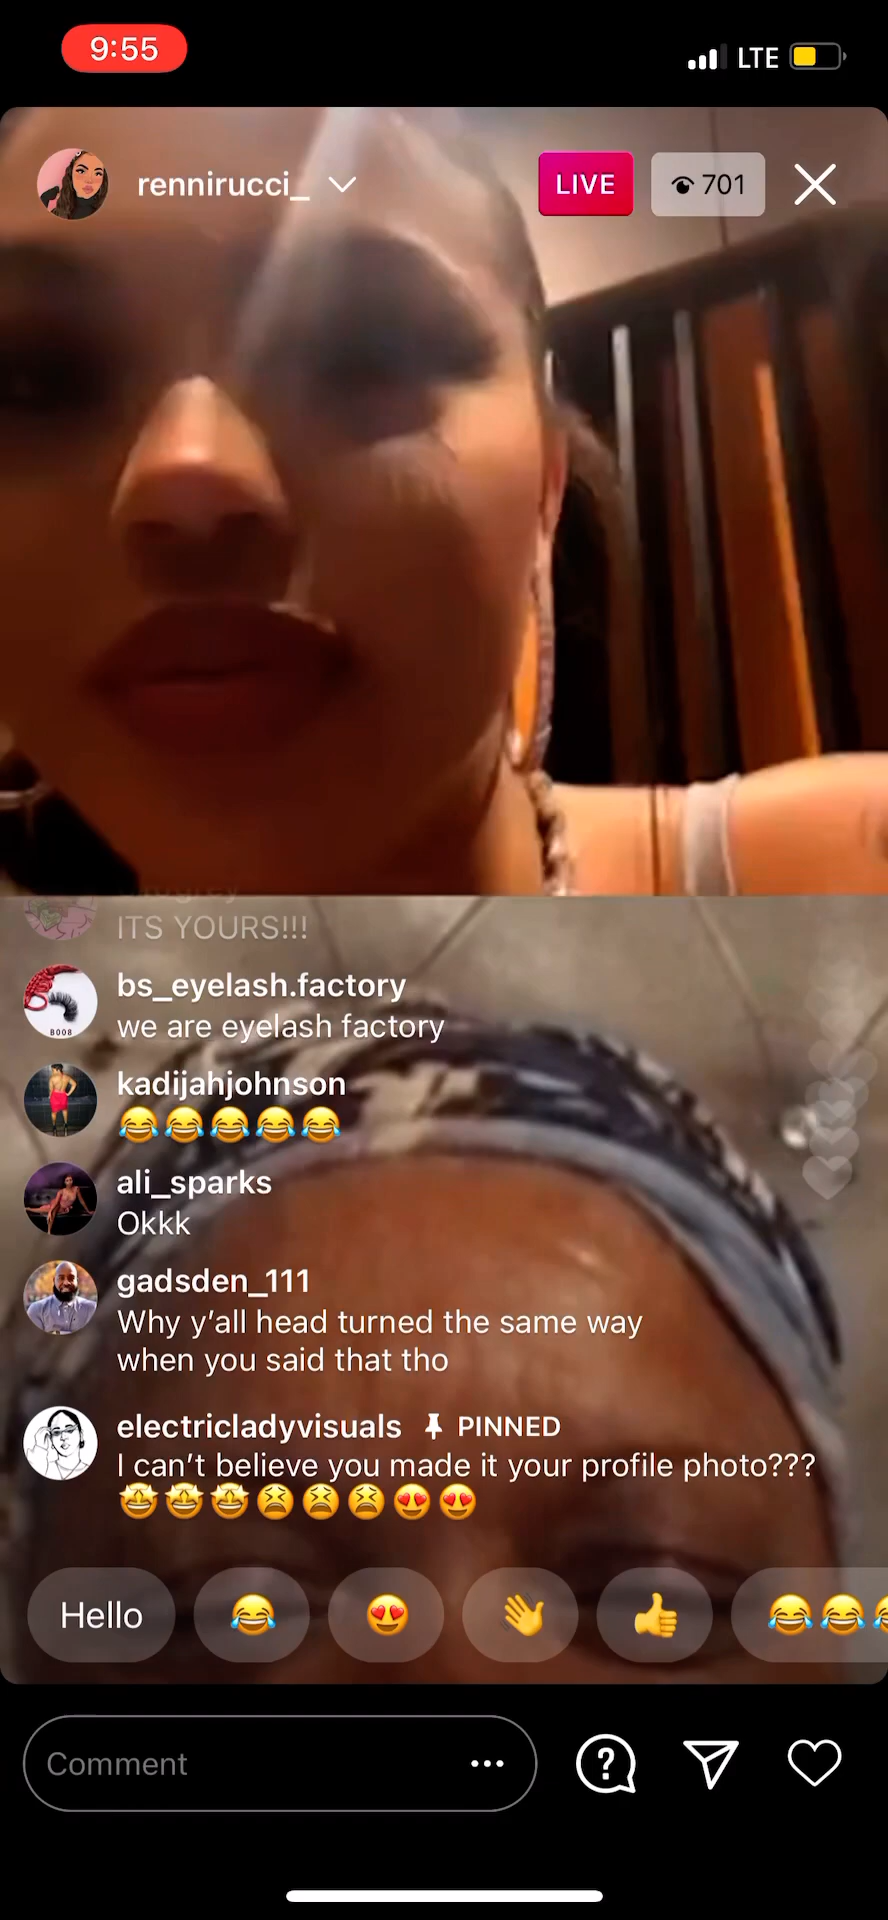 9:55
LTE
rennirucci_
LIVE
701
ITS YOURS!!!
B008
bs_eyelash.factory
we are eyelash factory
kadijahjohnson
😂😂😂😂😂
ali_sparks
Okkk
gadsden_111
Why y’all head turned the same way
when you said that tho
electricladyvisuals PINNED
I can’t believe you made it your profile photo???
🤩🤩🤩😫😫😫😍😍
Hello 😂 😍 👋 👍 😂😂
Comment